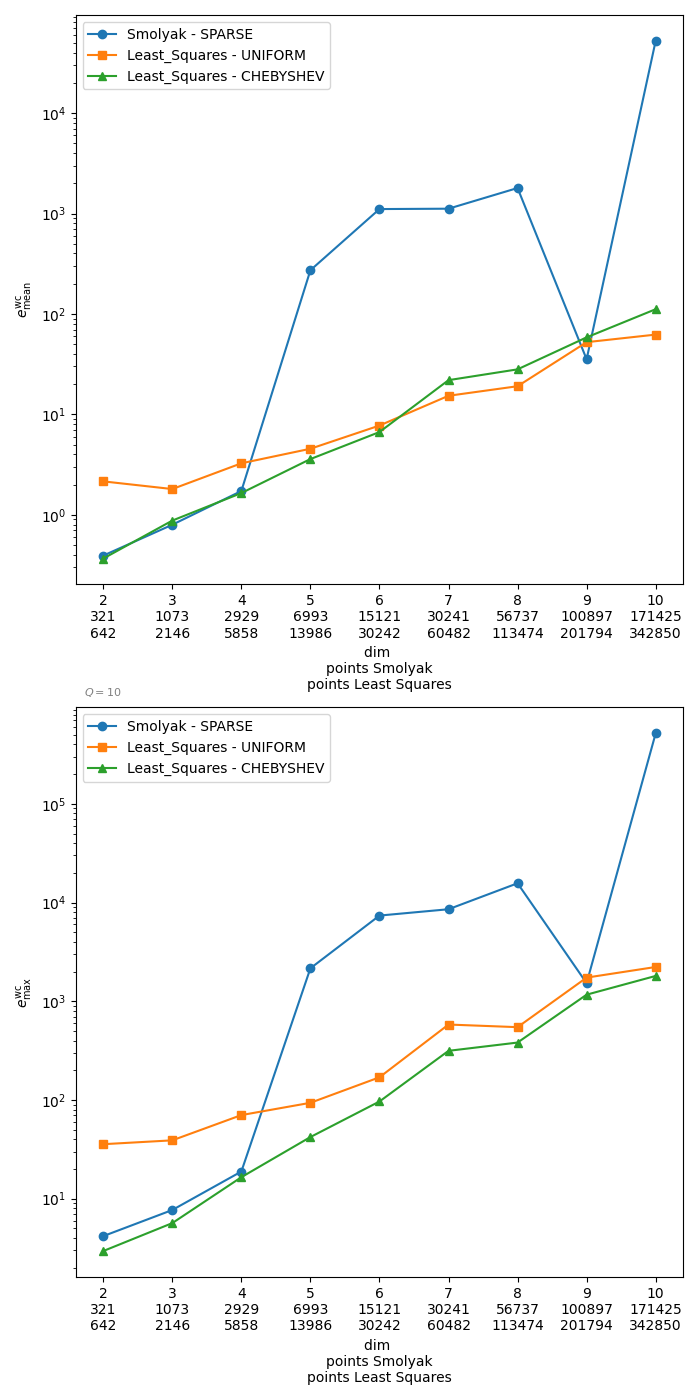 Smolyak - SPARSE
Least_Squares - UNIFORM
Least_Squares - CHEBYSHEV
10^4
10^3
10^2
10^1
10^0
e_mean^wc
2 3 4 5 6 7 8 9 10
321 1073 2929 6993 15121 30241 56737 100897 171425
642 2146 5858 13986 30242 60482 113474 201794 342850
dim
points Smolyak
points Least Squares
Q = 10
Smolyak - SPARSE
Least_Squares - UNIFORM
Least_Squares - CHEBYSHEV
10^5
10^4
10^3
10^2
10^1
e_max^wc
2 3 4 5 6 7 8 9 10
321 1073 2929 6993 15121 30241 56737 100897 171425
642 2146 5858 13986 30242 60482 113474 201794 342850
dim
points Smolyak
points Least Squares